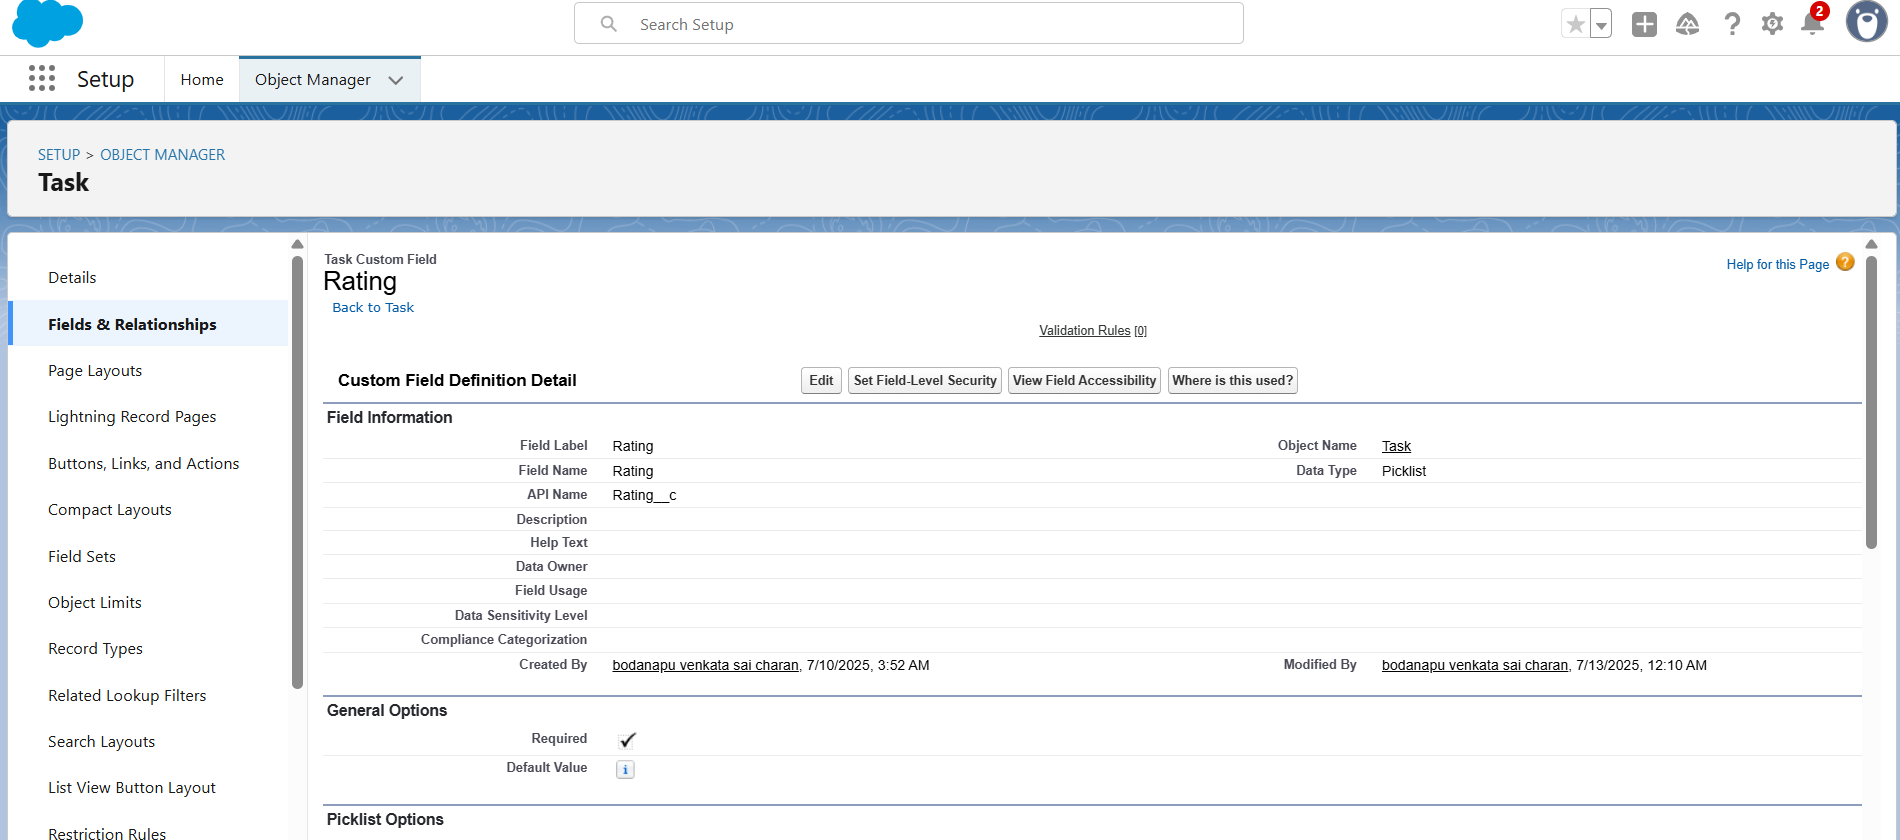 Search Setup
2
Setup
Home
Object Manager
SETUP > OBJECT MANAGER
Task
Details
Fields & Relationships
Page Layouts
Lightning Record Pages
Buttons, Links, and Actions
Compact Layouts
Field Sets
Object Limits
Record Types
Related Lookup Filters
Search Layouts
List View Button Layout
Restriction Rules
Task Custom Field
Rating
Back to Task
Help for this Page
Validation Rules [0]
Custom Field Definition Detail
Edit Set Field-Level Security View Field Accessibility Where is this used?
Field Information
Field Label Rating Object Name Task
Field Name Rating Data Type Picklist
API Name Rating__c
Description
Help Text
Data Owner
Field Usage
Data Sensitivity Level
Compliance Categorization
Created By bodanapu venkata sai charan, 7/10/2025, 3:52 AM Modified By bodanapu venkata sai charan, 7/13/2025, 12:10 AM
General Options
Required
Default Value
Picklist Options